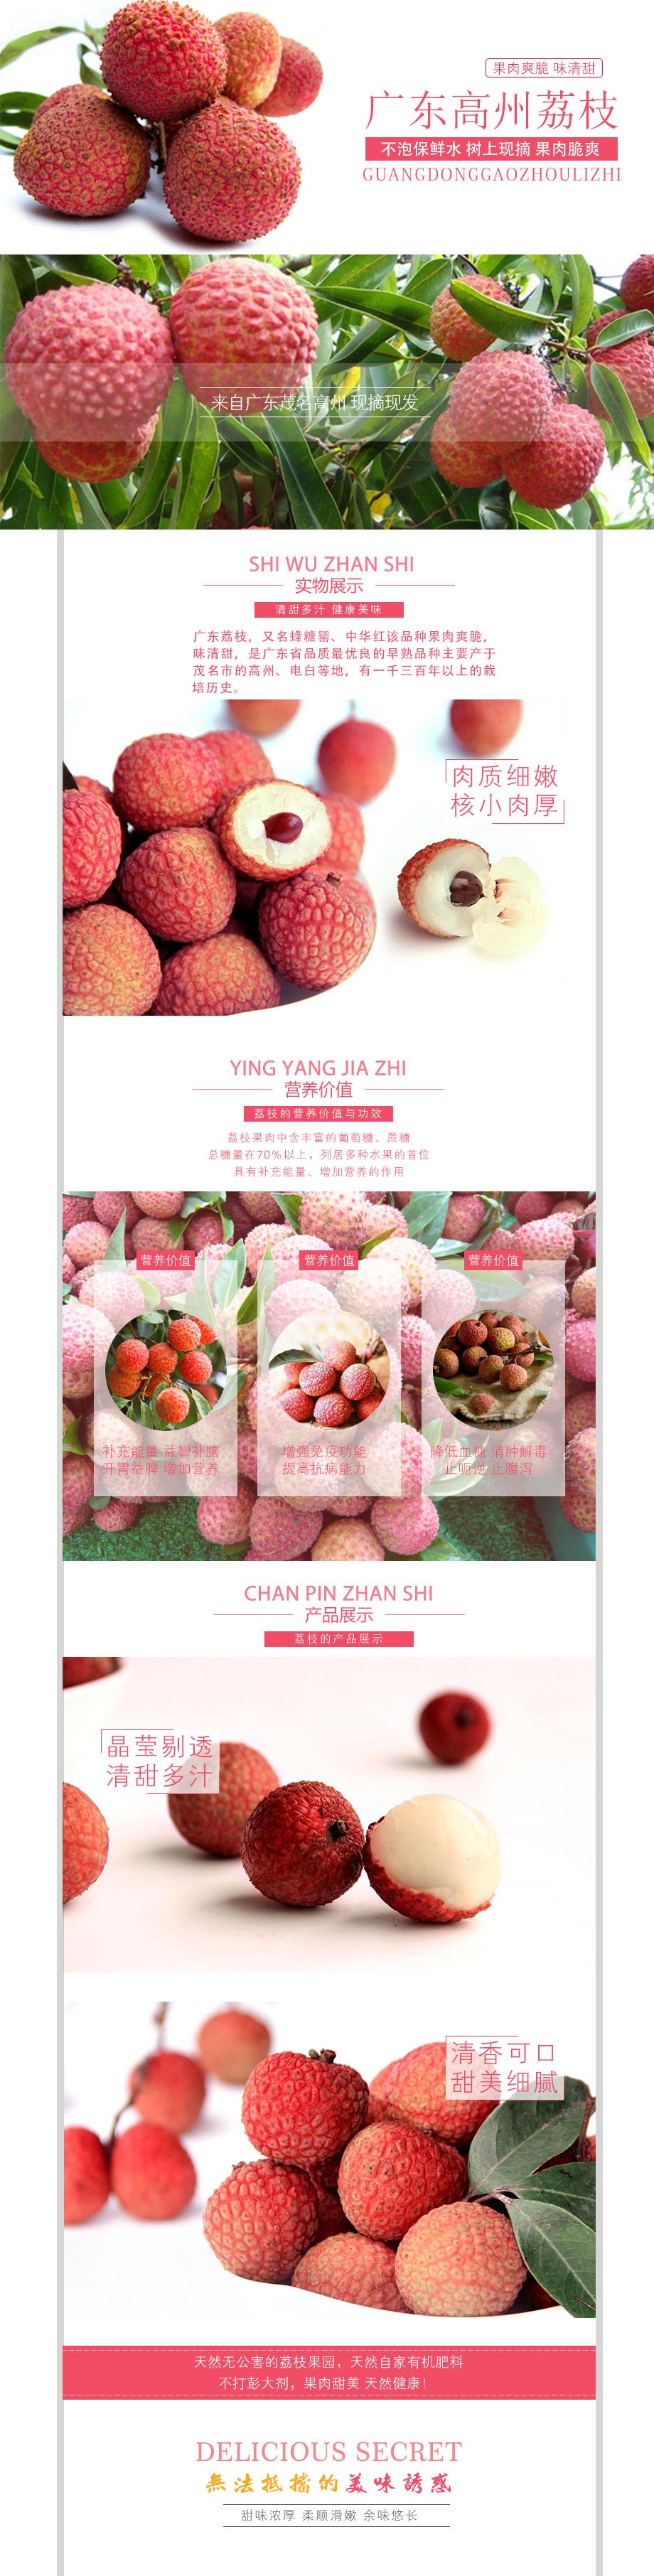 果肉爽脆 味清甜
广东高州荔枝
不泡保鲜水 树上现摘 果肉脆爽
GUANGDONGGAOZHOULIZHI
来自广东茂名高州 现摘现发
SHI WU ZHAN SHI
实物展示
清甜多汁 健康美味
广东荔枝，又名蜂糖罂、中华红该品种果肉爽脆，
味清甜，是广东省品质最优良的早熟品种主要产于
茂名市的高州、电白等地，有一千三百年以上的栽
培历史。
肉质细嫩
核小肉厚
YING YANG JIA ZHI
营养价值
荔枝的营养价值与功效
荔枝果肉中含丰富的葡萄糖、蔗糖
总糖量在70%以上，列居多种水果的首位
具有补充能量、增加营养的作用
营养价值
补充能量 益智补脑
开胃益脾 增加营养
营养价值
增强免疫功能
提高抗病能力
营养价值
降低血糖 消肿解毒
止呃逆 止腹泻
CHAN PIN ZHAN SHI
产品展示
荔枝的产品展示
晶莹剔透
清甜多汁
清香可口
甜美细腻
天然无公害的荔枝果园，天然自家有机肥料
不打彭大剂，果肉甜美 天然健康！
DELICIOUS SECRET
無法抵擋的美味誘惑
甜味浓厚 柔顺滑嫩 余味悠长